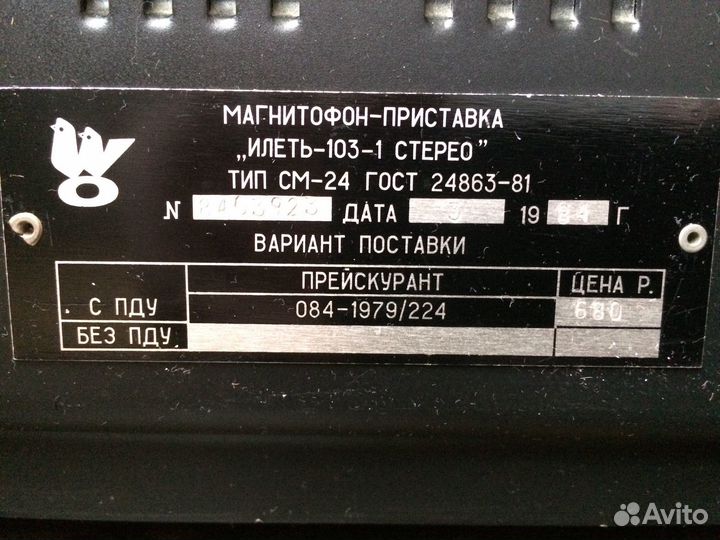 МАГНИТОФОН-ПРИСТАВКА
„ИЛЕТЬ-103-1 СТЕРЕО"
ТИП СМ-24 ГОСТ 24863-81
N ДАТА 19 Г
ВАРИАНТ ПОСТАВКИ
ПРЕЙСКУРАНТ ЦЕНА Р.
С ПДУ 084-1979/224 680
БЕЗ ПДУ
Avito